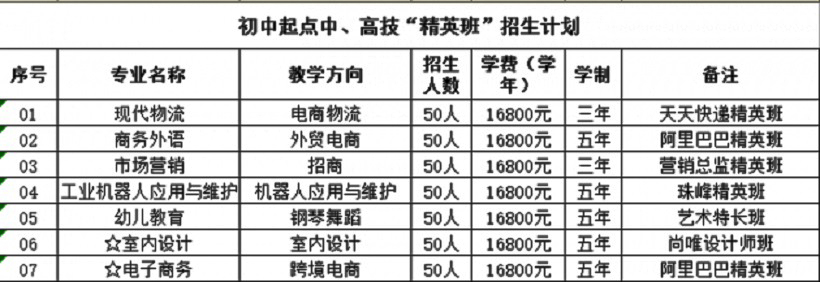 初中起点中、高技“精英班”招生计划
序号 专业名称 教学方向 招生人数 学费（学年） 学制 备注
01 现代物流 电商物流 50人 16800元 三年 天天快递精英班
02 商务外语 外贸电商 50人 16800元 五年 阿里巴巴精英班
03 市场营销 招商 50人 16800元 三年 营销总监精英班
04 工业机器人应用与维护 机器人应用与维护 50人 16800元 五年 珠峰精英班
05 幼儿教育 钢琴舞蹈 50人 16800元 五年 艺术特长班
06 ☆室内设计 室内设计 50人 16800元 五年 尚唯设计师班
07 ☆电子商务 跨境电商 50人 16800元 五年 阿里巴巴精英班